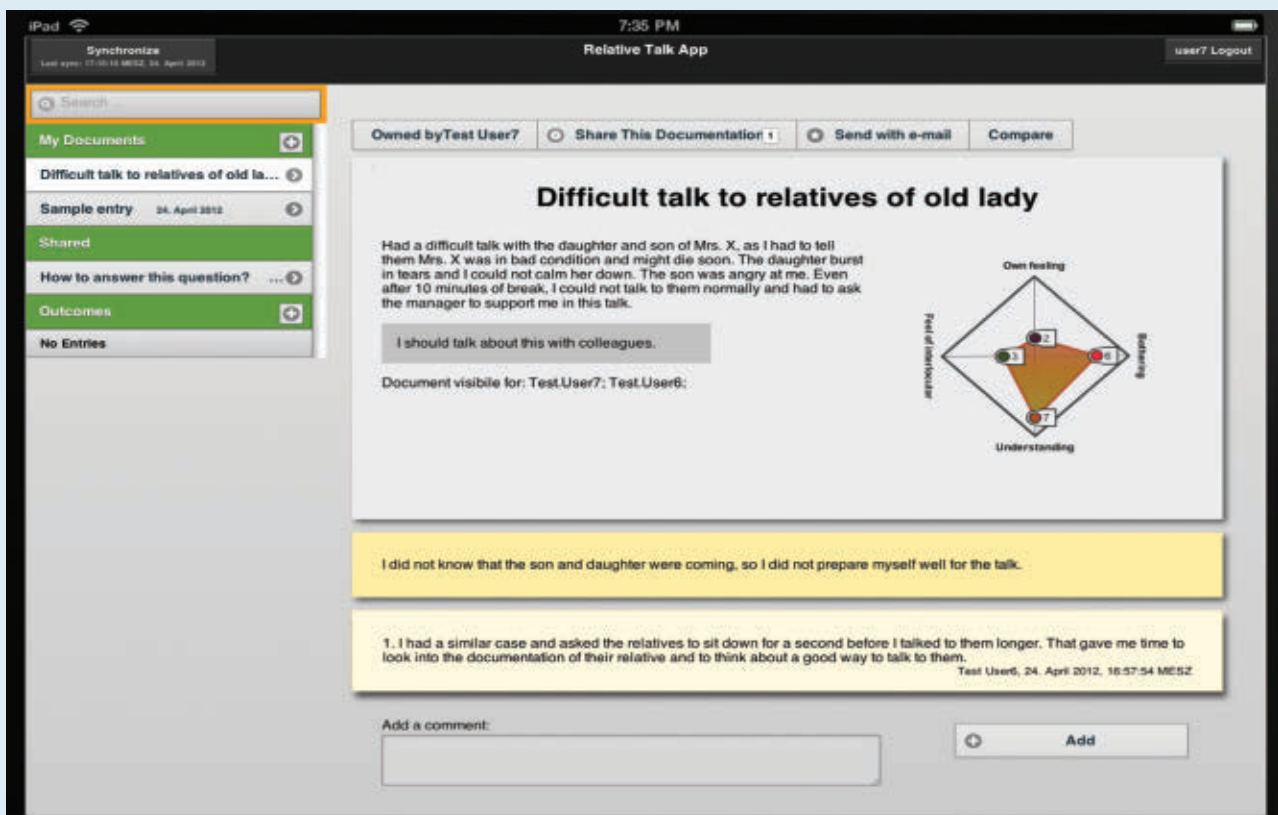 iPad
7:35 PM
Synchronize
Last sync: 17:10:10 MESZ, 24. April 2012
Relative Talk App
user7 Logout
Search ...
My Documents
Difficult talk to relatives of old la...
Sample entry 24. April 2012
Shared
How to answer this question? ...
Outcomes
No Entries
Owned byTest User7
Share This Documentation 1
Send with e-mail
Compare
Difficult talk to relatives of old lady
Had a difficult talk with the daughter and son of Mrs. X, as I had to tell
them Mrs. X was in bad condition and might die soon. The daughter burst
in tears and I could not calm her down. The son was angry at me. Even
after 10 minutes of break, I could not talk to them normally and had to ask
the manager to support me in this talk.
I should talk about this with colleagues.
Document visibile for: Test.User7; Test.User6;
Own feeling
Feel of interlocutor
Bothering
2
3
6
7
Understanding
I did not know that the son and daughter were coming, so I did not prepare myself well for the talk.
1. I had a similar case and asked the relatives to sit down for a second before I talked to them longer. That gave me time to
look into the documentation of their relative and to think about a good way to talk to them.
Test User6, 24. April 2012, 16:57:54 MESZ
Add a comment:
Add